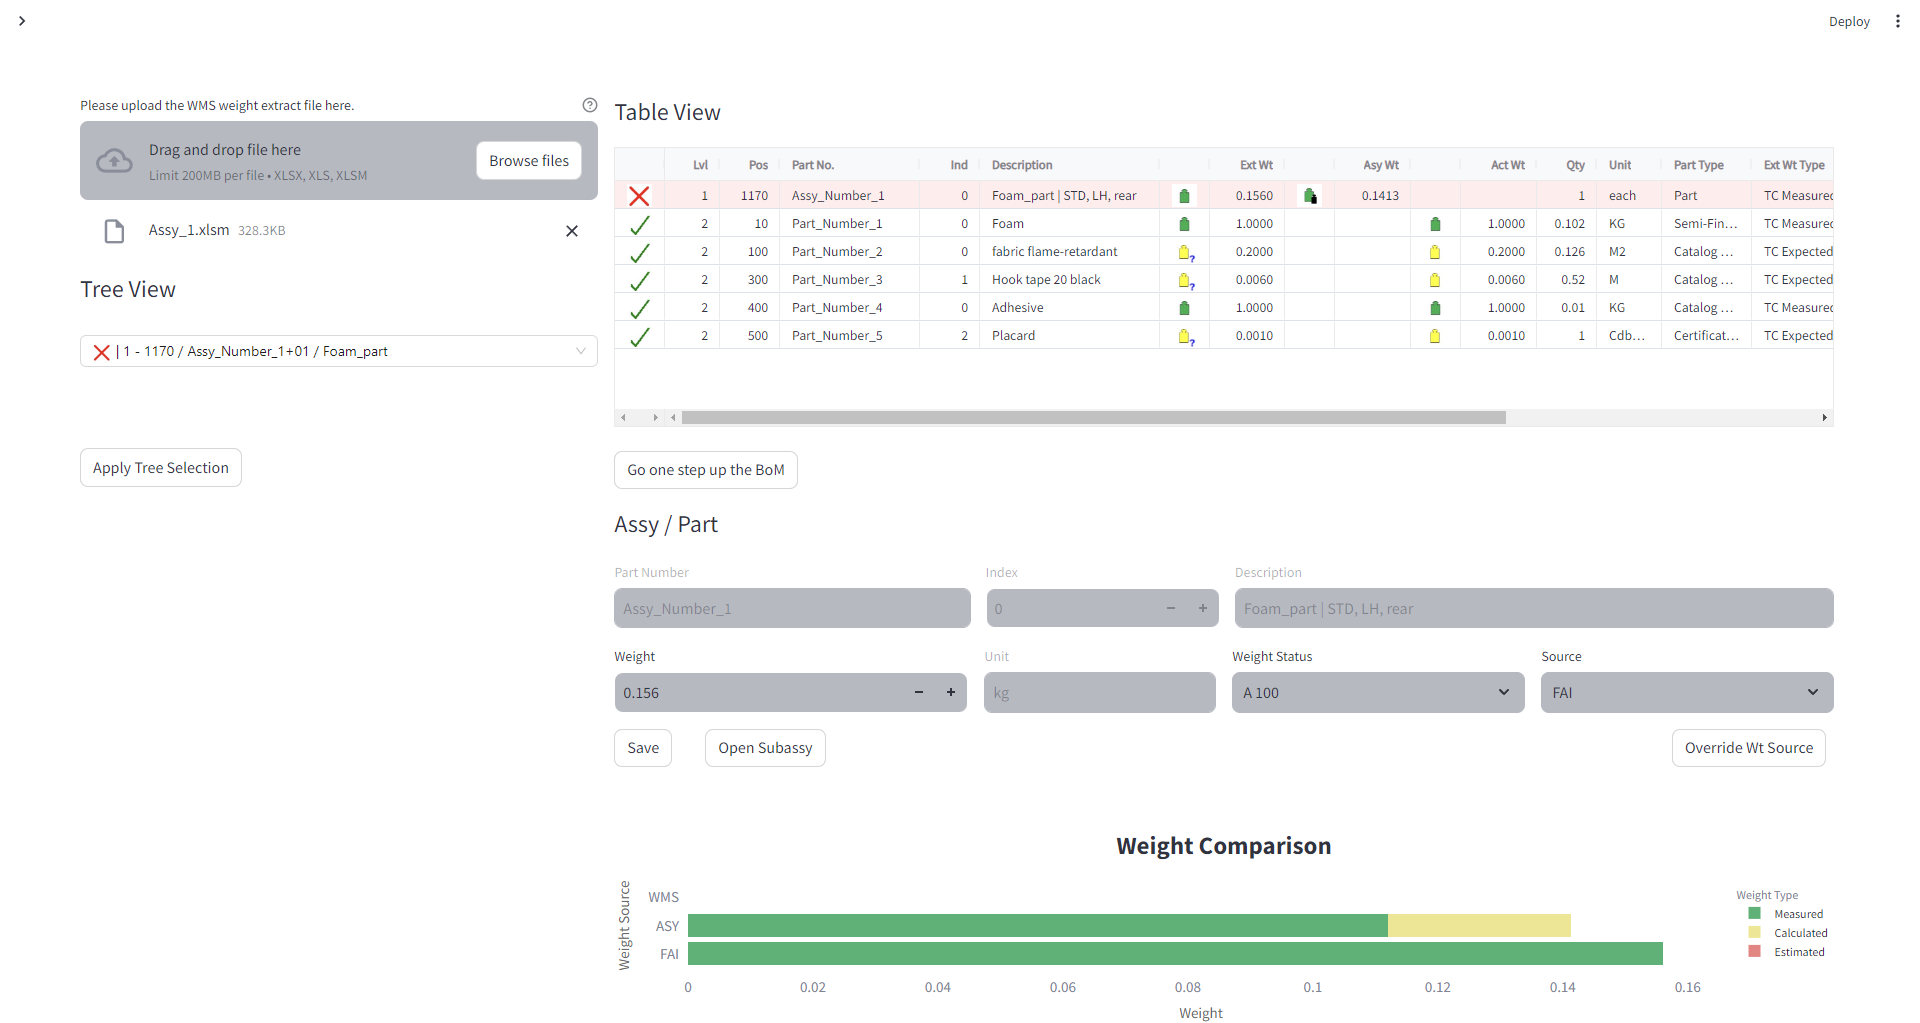 Deploy
Please upload the WMS weight extract file here.
Drag and drop file here
Limit 200MB per file • XLSX, XLS, XLSM
Browse files
Assy_1.xlsm 328.3KB
Tree View
| 1 - 1170 / Assy_Number_1+01 / Foam_part
Apply Tree Selection
Table View
Lvl Pos Part No. Ind Description Ext Wt Asy Wt Act Wt Qty Unit Part Type Ext Wt Type
1 1170 Assy_Number_1 0 Foam_part | STD, LH, rear 0.1560 0.1413 1 each Part TC Measured
2 10 Part_Number_1 0 Foam 1.0000 1.0000 0.102 KG Semi-Fin... TC Measured
2 100 Part_Number_2 0 fabric flame-retardant ? 0.2000 0.2000 0.126 M2 Catalog ... TC Expected
2 300 Part_Number_3 1 Hook tape 20 black ? 0.0060 0.0060 0.52 M Catalog ... TC Expected
2 400 Part_Number_4 0 Adhesive 1.0000 1.0000 0.01 KG Catalog ... TC Measured
2 500 Part_Number_5 2 Placard ? 0.0010 0.0010 1 Cdb... Certificat... TC Expected
Go one step up the BoM
Assy / Part
Part Number Index Description
Assy_Number_1 0 Foam_part | STD, LH, rear
Weight Unit Weight Status Source
0.156 kg A 100 FAI
Save Open Subassy Override Wt Source
Weight Comparison
Weight Source
WMS
ASY
FAI
0 0.02 0.04 0.06 0.08 0.1 0.12 0.14 0.16
Weight
Weight Type
Measured
Calculated
Estimated